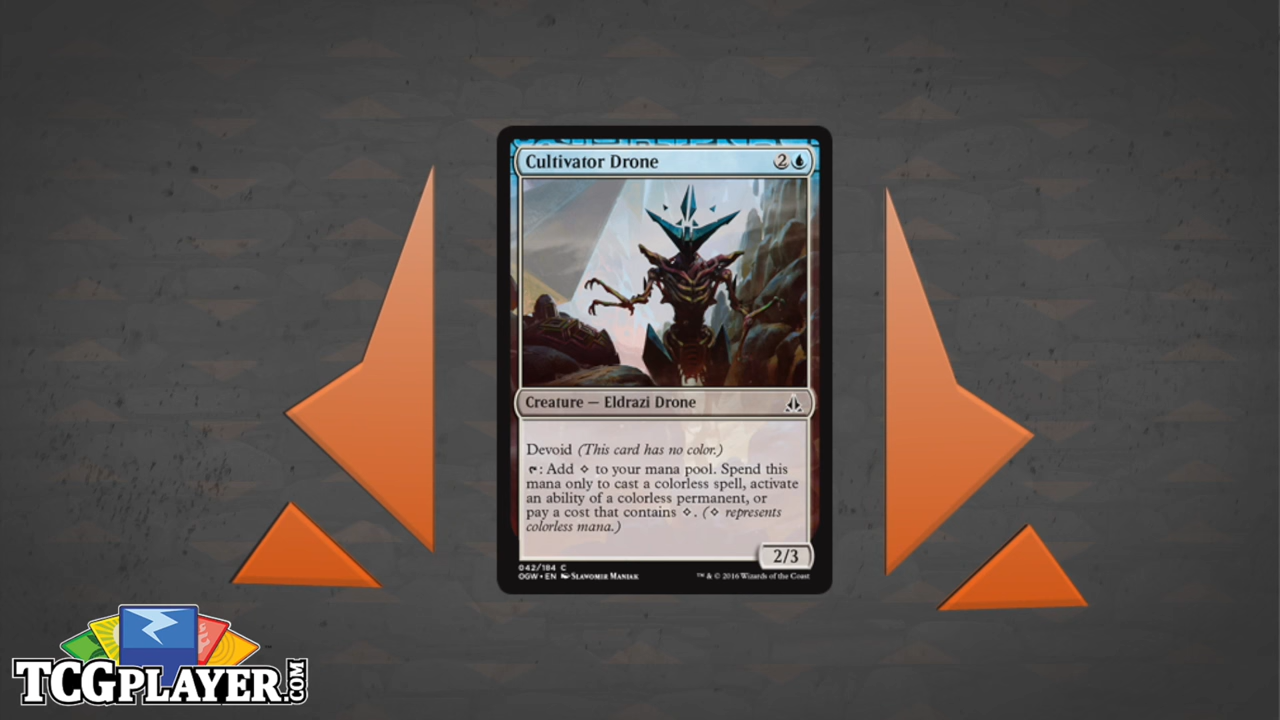 Cultivator Drone 2
Creature — Eldrazi Drone
Devoid (This card has no color.)
: Add to your mana pool. Spend this
mana only to cast a colorless spell, activate
an ability of a colorless permanent, or
pay a cost that contains . ( represents
colorless mana.)
2/3
042/184 C
OGW • EN Slawomir Maniak
™ & © 2016 Wizards of the Coast
TCGPLAYER.COM